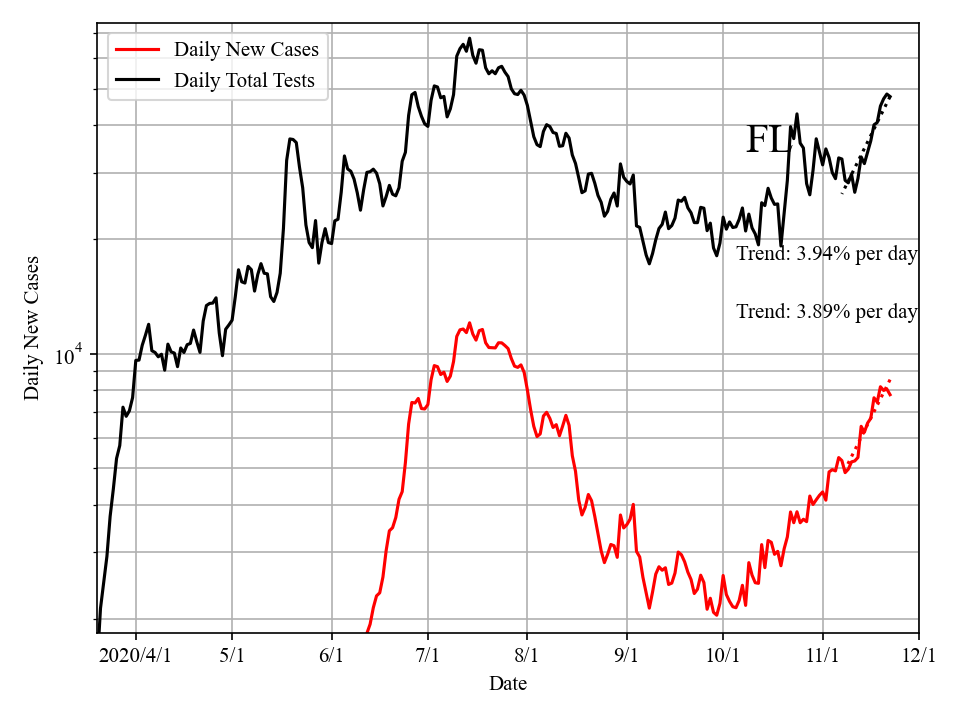 Daily New Cases
Daily Total Tests
FL
Trend: 3.94% per day
Trend: 3.89% per day
Daily New Cases
10⁴
2020/4/1 5/1 6/1 7/1 8/1 9/1 10/1 11/1 12/1
Date